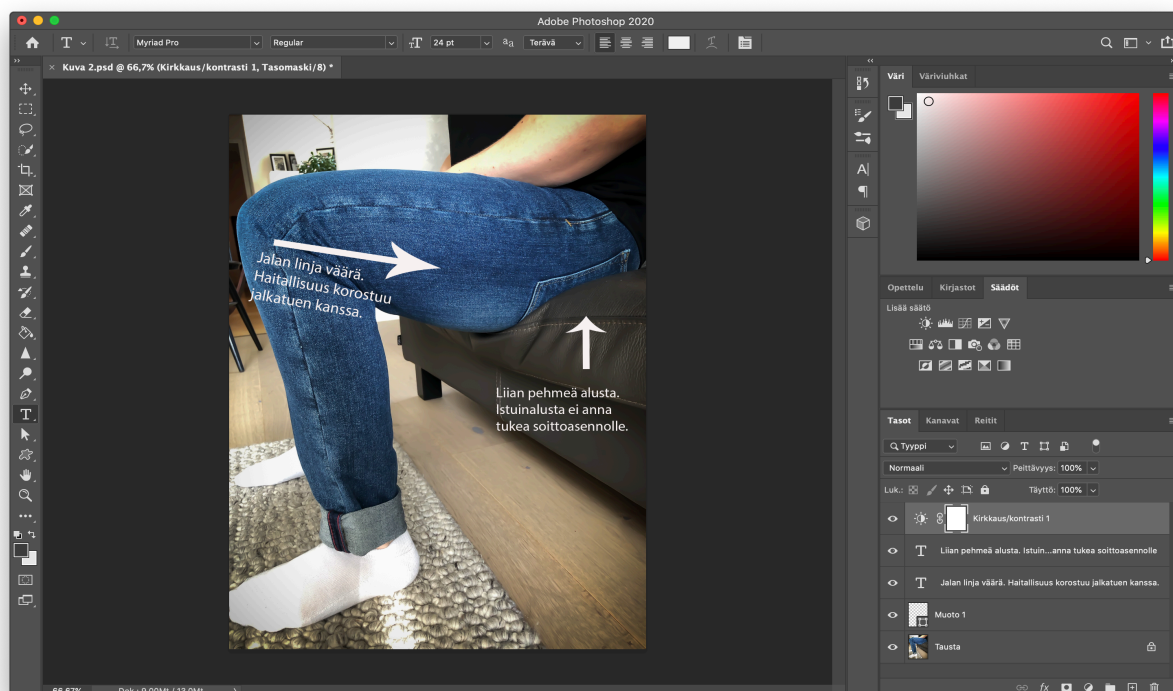 Adobe Photoshop 2020
Myriad Pro
Regular
24 pt
Terävä
Kuva 2.psd @ 66,7% (Kirkkaus/kontrasti 1, Tasomaski/8) *
Jalan linja väärä.
Haitallisuus korostuu
jalkatuen kanssa.
Liian pehmeä alusta.
Istuinalusta ei anna
tukea soittoasennolle.
Väri
Väriviuhkat
Opettelu
Kirjastot
Säädöt
Lisää säätö
Tasot
Kanavat
Reitit
Tyyppi
Normaali
Peittävyys: 100%
Luk.:
Täyttö: 100%
Kirkkaus/kontrasti 1
Liian pehmeä alusta. Istuin...anna tukea soittoasennolle
Jalan linja väärä. Haitallisuus korostuu jalkatuen kanssa.
Muoto 1
Tausta
66,67%